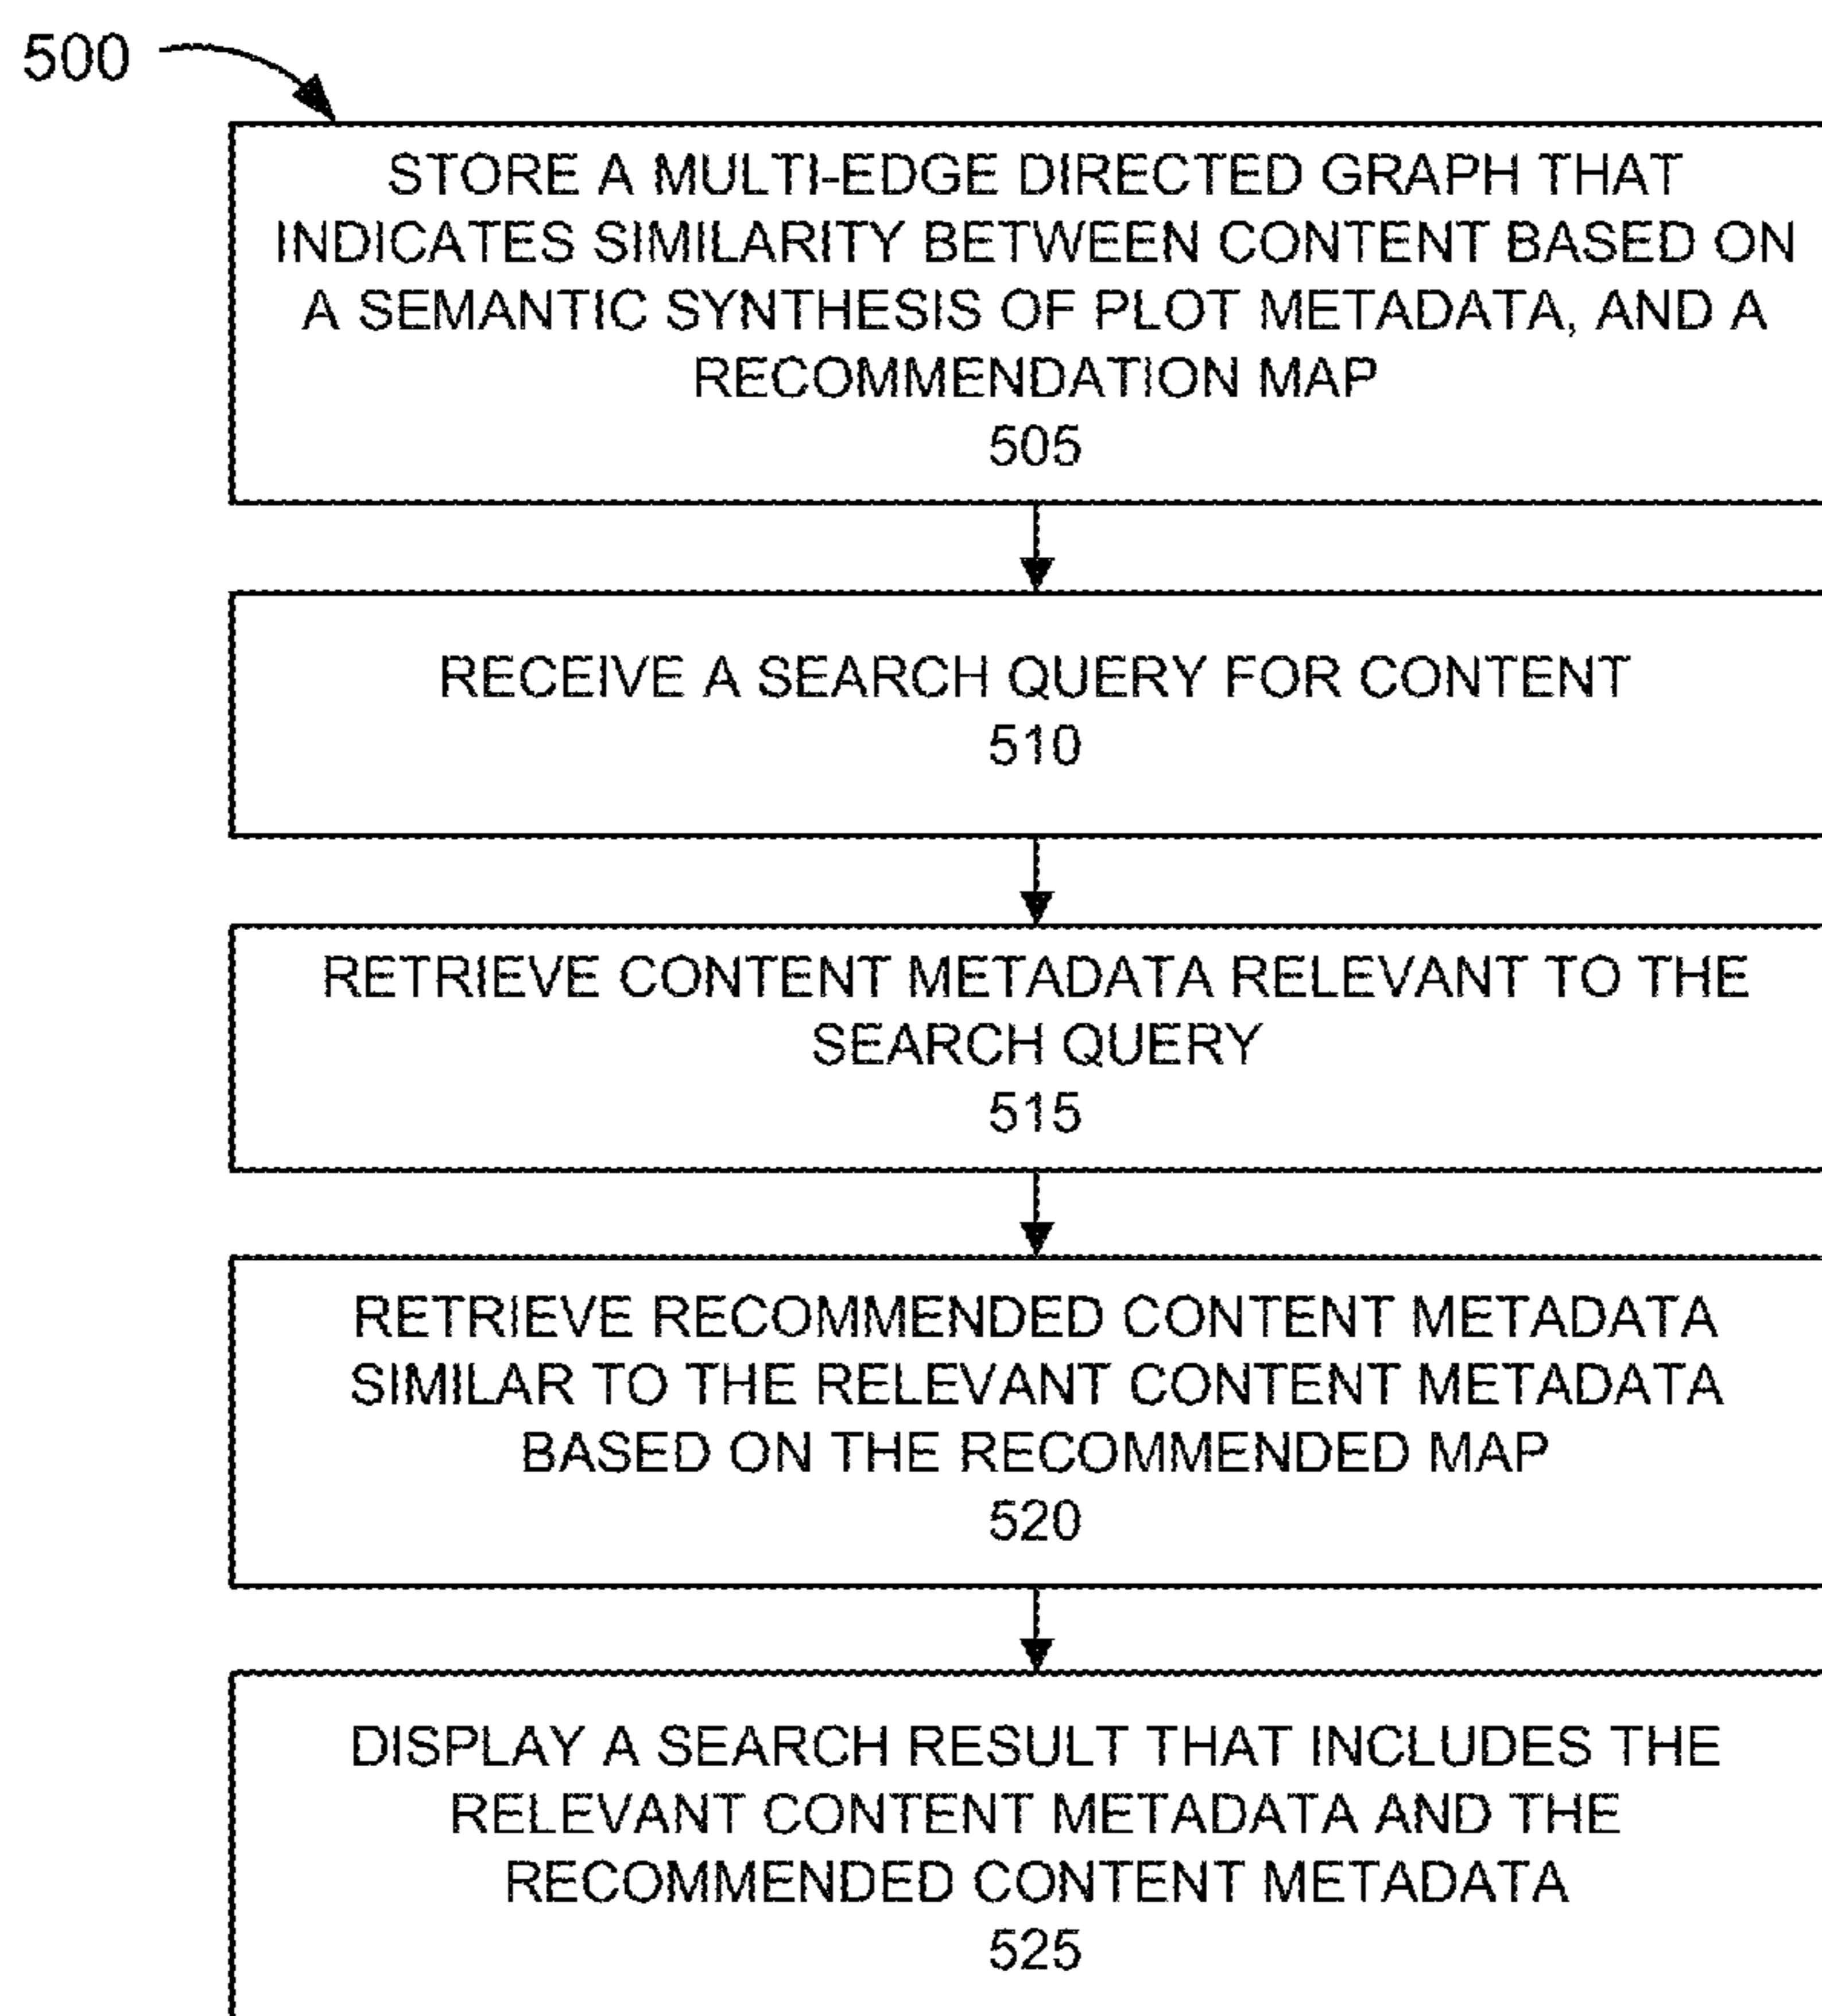 500
STORE A MULTI-EDGE DIRECTED GRAPH THAT
INDICATES SIMILARITY BETWEEN CONTENT BASED ON
A SEMANTIC SYNTHESIS OF PLOT METADATA, AND A
RECOMMENDATION MAP
505
RECEIVE A SEARCH QUERY FOR CONTENT
510
RETRIEVE CONTENT METADATA RELEVANT TO THE
SEARCH QUERY
515
RETRIEVE RECOMMENDED CONTENT METADATA
SIMILAR TO THE RELEVANT CONTENT METADATA
BASED ON THE RECOMMENDED MAP
520
DISPLAY A SEARCH RESULT THAT INCLUDES THE
RELEVANT CONTENT METADATA AND THE
RECOMMENDED CONTENT METADATA
525